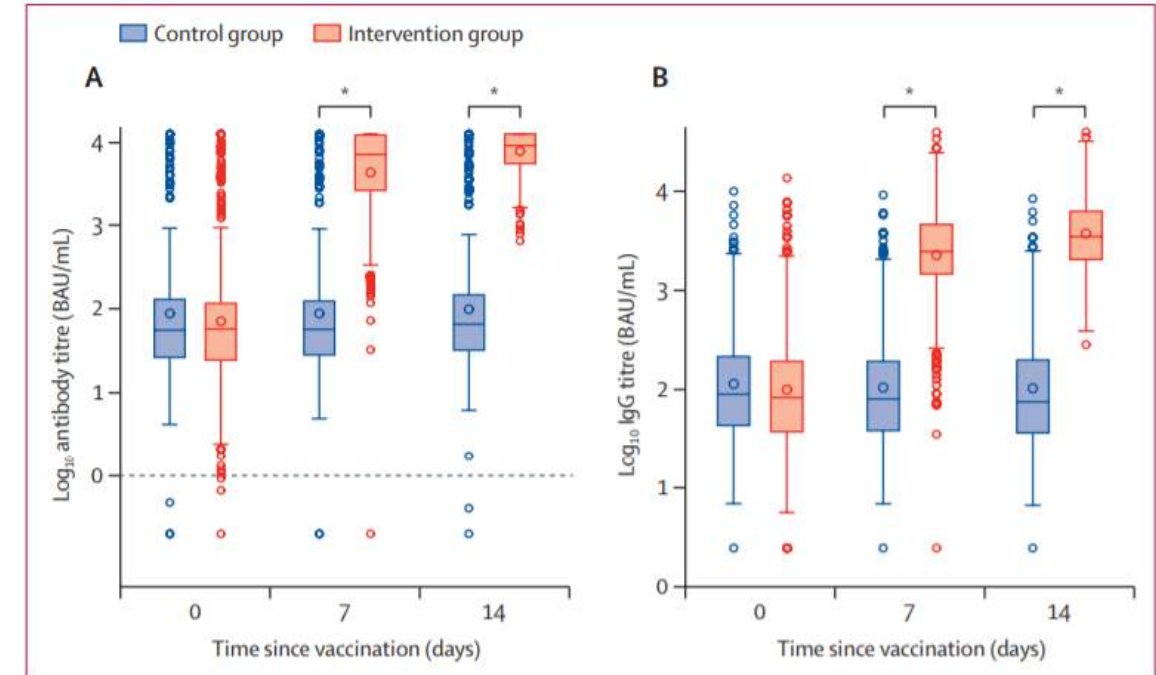 Control group Intervention group
A
B
* *
* *
Log₁₀ antibody titre (BAU/mL)
4
3
2
1
0
0 7 14
Time since vaccination (days)
Log₁₀ IgG titre (BAU/mL)
4
3
2
1
0
0 7 14
Time since vaccination (days)